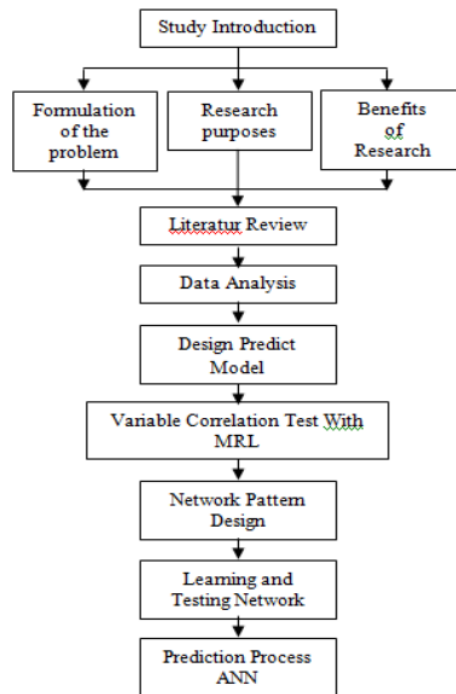 Study Introduction
Formulation
of the
problem
Research
purposes
Benefits
of
Research
Literatur Review
Data Analysis
Design Predict
Model
Variable Correlation Test With
MRL
Network Pattern
Design
Learning and
Testing Network
Prediction Process
ANN